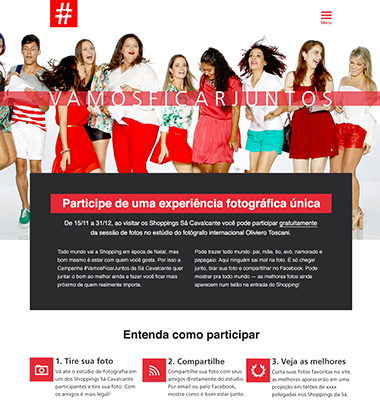 #
Menu
VAMOSFICARJUNTOS
Participe de uma experiência fotográfica única
De 15/11 a 31/12, ao visitar os Shoppings Sá Cavalcante você pode participar gratuitamente
da sessão de fotos no estúdio do fotógrafo internacional Oliviero Toscani.
Todo mundo vai a Shopping em época de Natal, mas
bom mesmo é estar com quem você gosta. Por isso a
Campanha #VamosFicarJuntos da Sá Cavalcante quer
juntar o bom ao melhor ainda e fazer você ficar mais
próximo de quem realmente importa.
Pode trazer todo mundo: pai, mãe, tio, avó, namorado e
papagaio. Aqui ninguém sai mal na foto. E só chegar
junto, tirar sua foto e compartilhar no Facebook. Pode
mostrar pra todo mundo — as melhores fotos ainda
aparecem num telão na entrada do Shopping!
Entenda como participar
1. Tire sua foto
Vá até o estúdio de fotografia em
um dos Shoppings Sá Cavalcante
participantes e tire sua foto. Com
os amigos é mais legal!
2. Compartilhe
Compartilhe sua foto com seus
amigos diretamente do estúdio.
Por email ou pelo Facebook,
mostre como é bom estar junto.
3. Veja as melhores
Curta suas fotos favoritas no site,
as melhores aparecerão em uma
projeção em telões de xxxx
polegadas nos Shoppings da Sá.